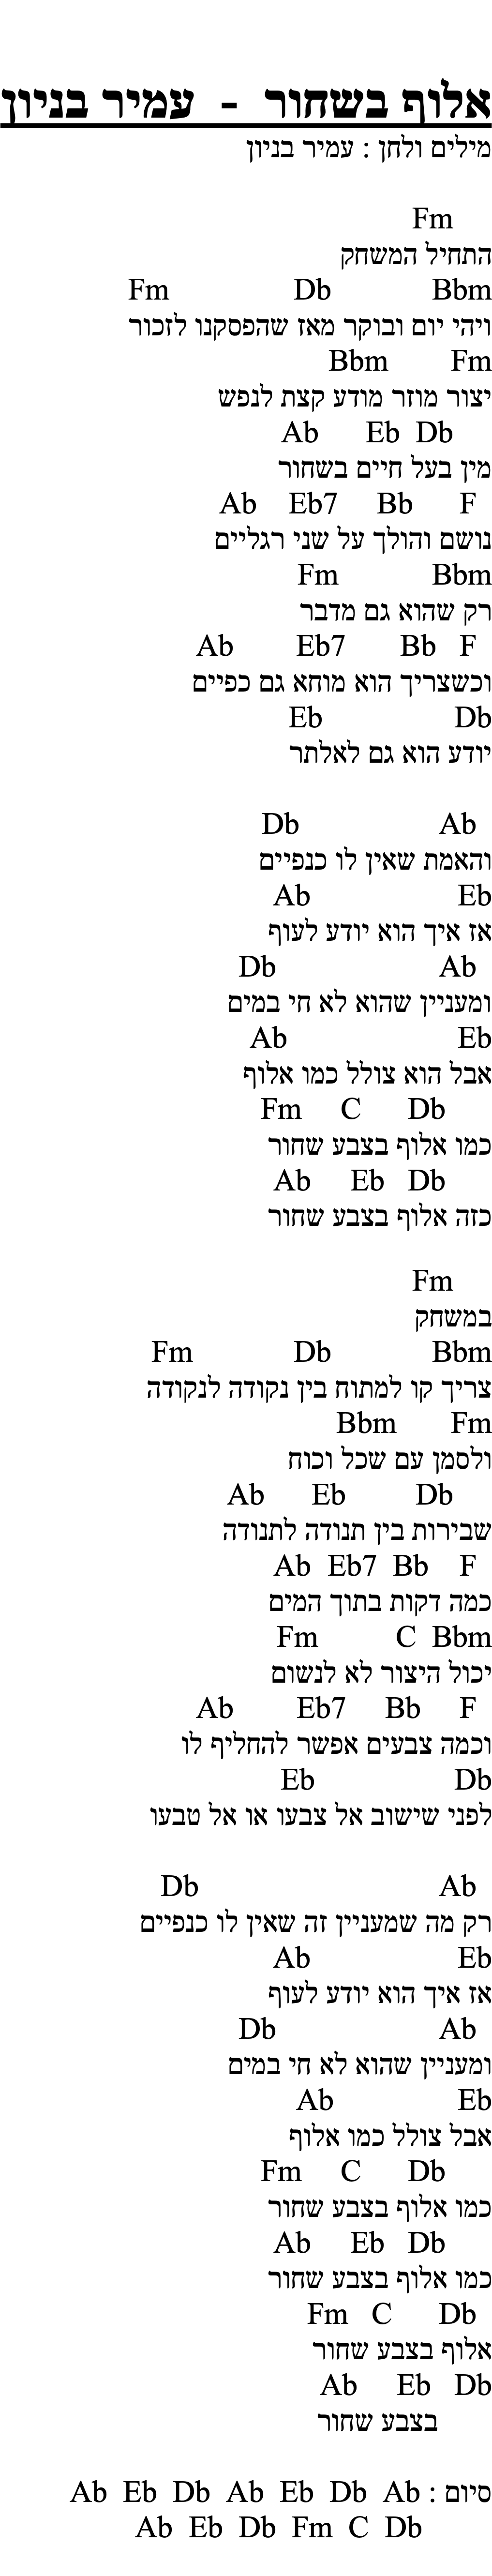 אלוף בשחור - עמיר בניון
מילים ולחן : עמיר בניון
Fm
התחיל המשחק
Fm Db Bbm
ויהי יום ובוקר מאז שהפסקנו לזכור
Bbm Fm
יצור מוזר מודע קצת לנפש
Ab Eb Db
מין בעל חיים בשחור
Ab Eb7 Bb F
נושם והולך על שני רגליים
Fm Bbm
רק שהוא גם מדבר
Ab Eb7 Bb F
וכשצריך הוא מוחא גם כפיים
Eb Db
יודע הוא גם לאלתר
Db Ab
והאמת שאין לו כנפיים
Ab Eb
אז איך הוא יודע לעוף
Db Ab
ומעניין שהוא לא חי במים
Ab Eb
אבל הוא צולל כמו אלוף
Fm C Db
כמו אלוף בצבע שחור
Ab Eb Db
כזה אלוף בצבע שחור
Fm
במשחק
Fm Db Bbm
צריך קו למתוח בין נקודה לנקודה
Bbm Fm
ולסמן עם שכל וכוח
Ab Eb Db
שבירות בין תנודה לתנודה
Ab Eb7 Bb F
כמה דקות בתוך המים
Fm C Bbm
יכול היצור לא לנשום
Ab Eb7 Bb F
וכמה צבעים אפשר להחליף לו
Eb Db
לפני שישוב אל צבעו או אל טבעו
Db Ab
רק מה שמעניין זה שאין לו כנפיים
Ab Eb
אז איך הוא יודע לעוף
Db Ab
ומעניין שהוא לא חי במים
Ab Eb
אבל צולל כמו אלוף
Fm C Db
כמו אלוף בצבע שחור
Ab Eb Db
כמו אלוף בצבע שחור
Fm C Db
אלוף בצבע שחור
Ab Eb Db
בצבע שחור
סיום : Ab Eb Db Ab Eb Db Ab
Ab Eb Db Fm C Db